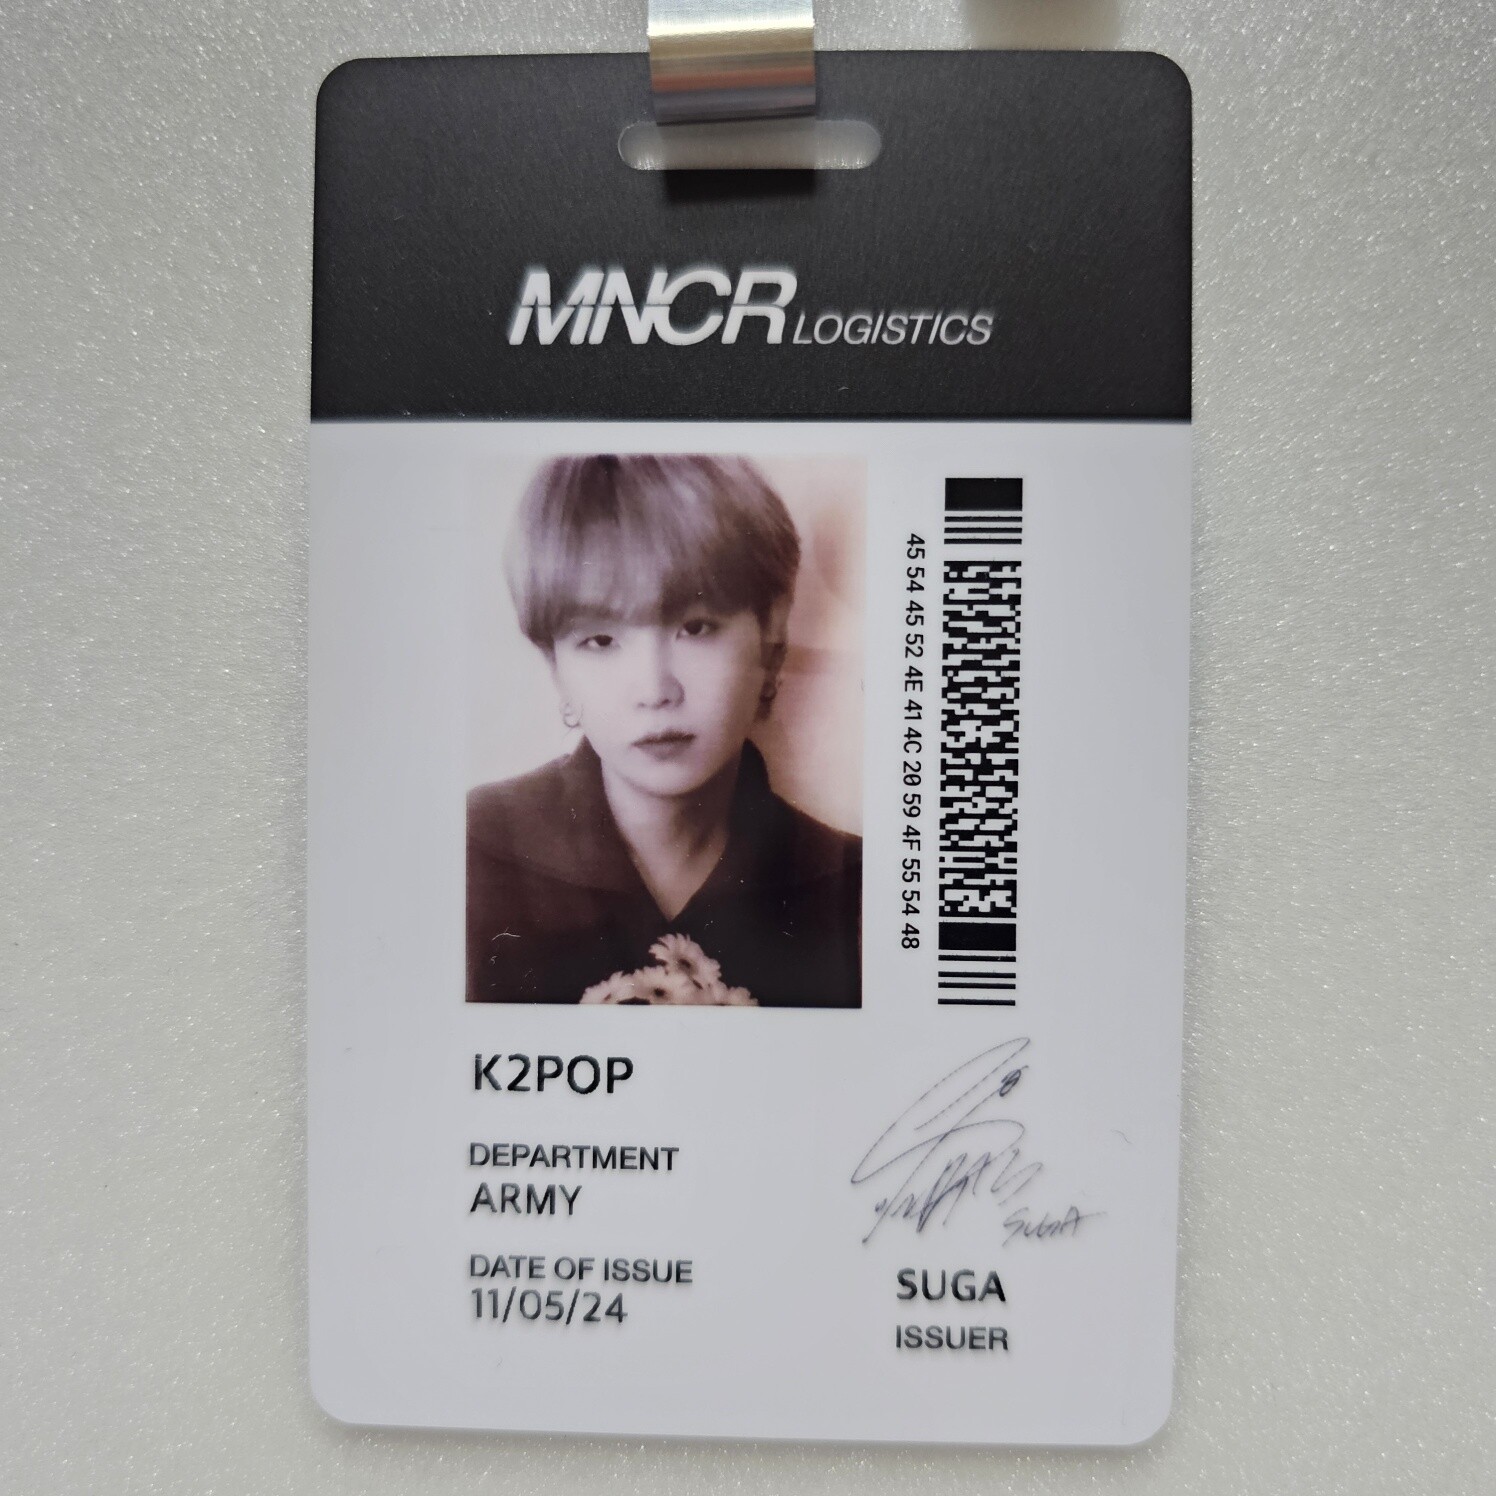 MNCR LOGISTICS
45 54 45 52 4E 41 4C 20 59 4F 55 54 48
K2POP
DEPARTMENT
ARMY
DATE OF ISSUE
11/05/24
SUGA
SUGA
ISSUER